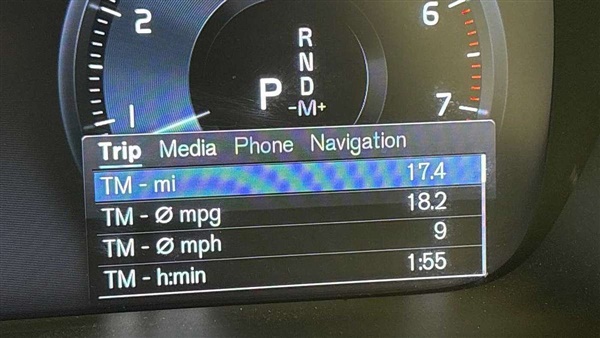 2
6
R
N
D
P
-M+
1
7
Trip Media Phone Navigation
TM - mi 17.4
TM - Ø mpg 18.2
TM - Ø mph 9
TM - h:min 1:55